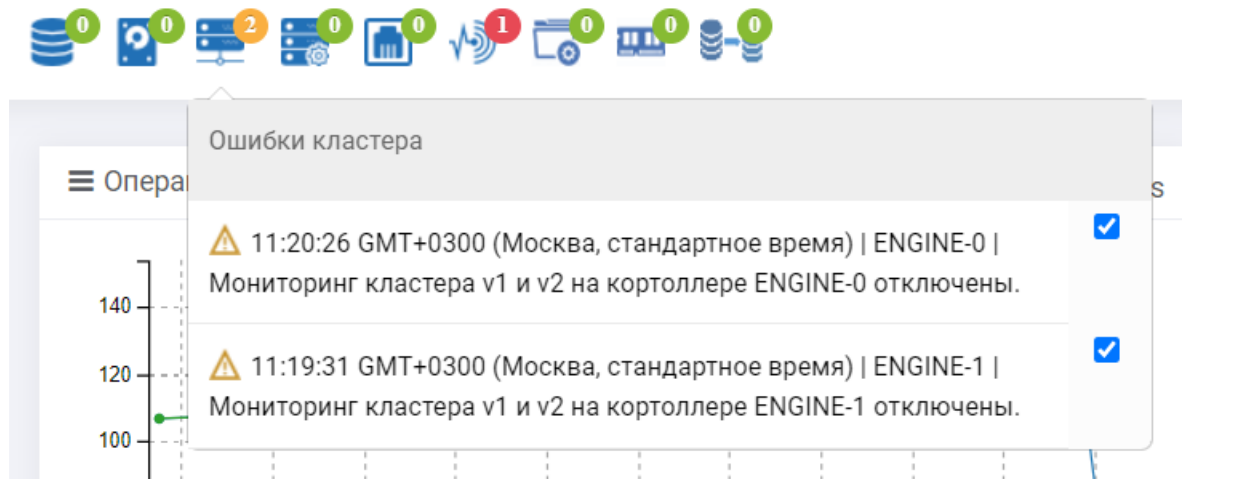 0 0 2 0 0 1 0 0 0
Ошибки кластера
Опера
s
11:20:26 GMT+0300 (Москва, стандартное время) | ENGINE-0 |
Мониторинг кластера v1 и v2 на кортоллере ENGINE-0 отключены.
140
11:19:31 GMT+0300 (Москва, стандартное время) | ENGINE-1 |
120
Мониторинг кластера v1 и v2 на кортоллере ENGINE-1 отключены.
100